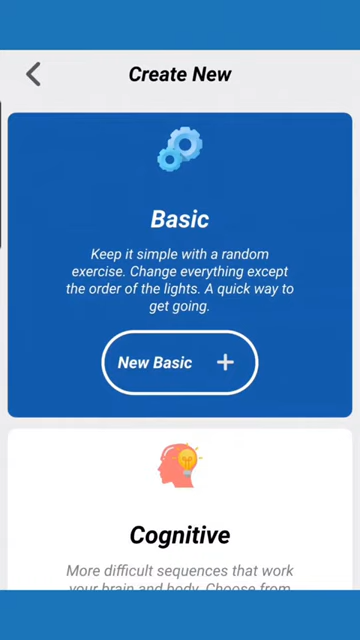 Create New
Basic
Keep it simple with a random
exercise. Change everything except
the order of the lights. A quick way to
get going.
New Basic
Cognitive
More difficult sequences that work
your brain and body. Choose from